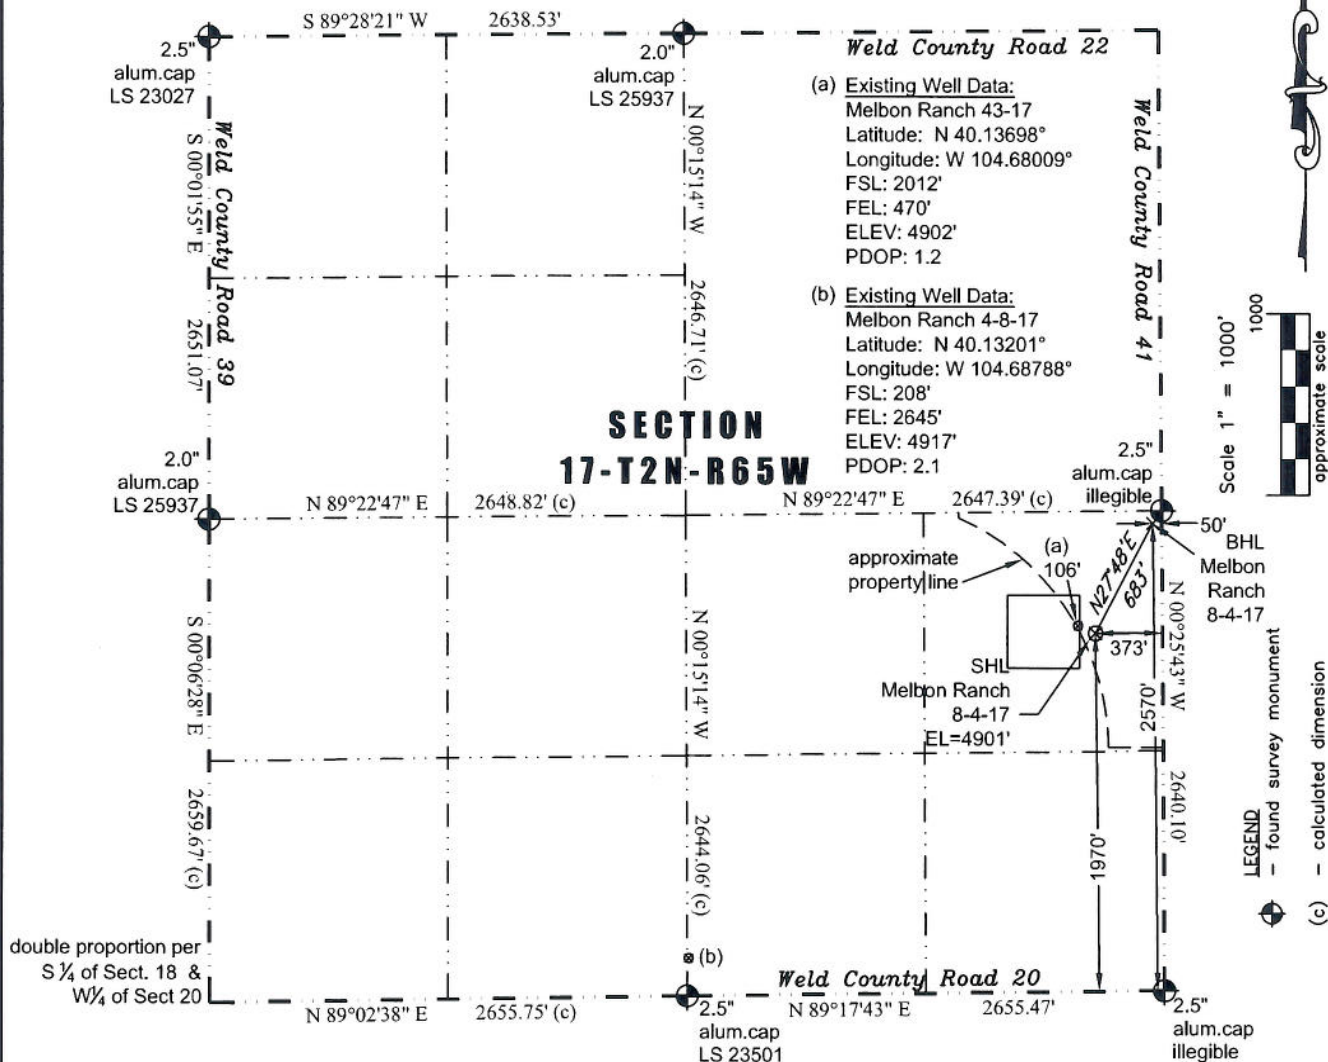 S 89°28'21" W
2638.53'
2.5"
alum.cap
LS 23027
2.0"
alum.cap
LS 25937
Weld County Road 22
(a) Existing Well Data:
Melbon Ranch 43-17
Latitude: N 40.13698°
Longitude: W 104.68009°
FSL: 2012'
FEL: 470'
ELEV: 4902'
PDOP: 1.2
(b) Existing Well Data:
Melbon Ranch 4-8-17
Latitude: N 40.13201°
Longitude: W 104.68788°
FSL: 208'
FEL: 2645'
ELEV: 4917'
PDOP: 2.1
Weld County Road 39
S 00°01'55" E
2651.07'
N 00°15'14" W
2646.71' (c)
Weld County Road 41
Scale 1" = 1000'
1000
approximate scale
SECTION
17-T2N-R65W
2.0"
alum.cap
LS 25937
N 89°22'47" E
2648.82' (c)
N 89°22'47" E
2647.39' (c)
2.5"
alum.cap
illegible
50'
BHL
Melbon
Ranch
8-4-17
approximate
property line
(a)
106'
N27°48'E
683'
373'
SHL
Melbon Ranch
8-4-17
EL=4901'
N 00°25'43" W
2640.10'
2570'
1970'
S 00°06'28" E
2659.67' (c)
N 00°15'14" W
2644.06' (c)
(b)
Weld County Road 20
double proportion per
S ¼ of Sect. 18 &
W¼ of Sect 20
N 89°02'38" E
2655.75' (c)
2.5"
alum.cap
LS 23501
N 89°17'43" E
2655.47'
2.5"
alum.cap
illegible
LEGEND
- found survey monument
(c) - calculated dimension